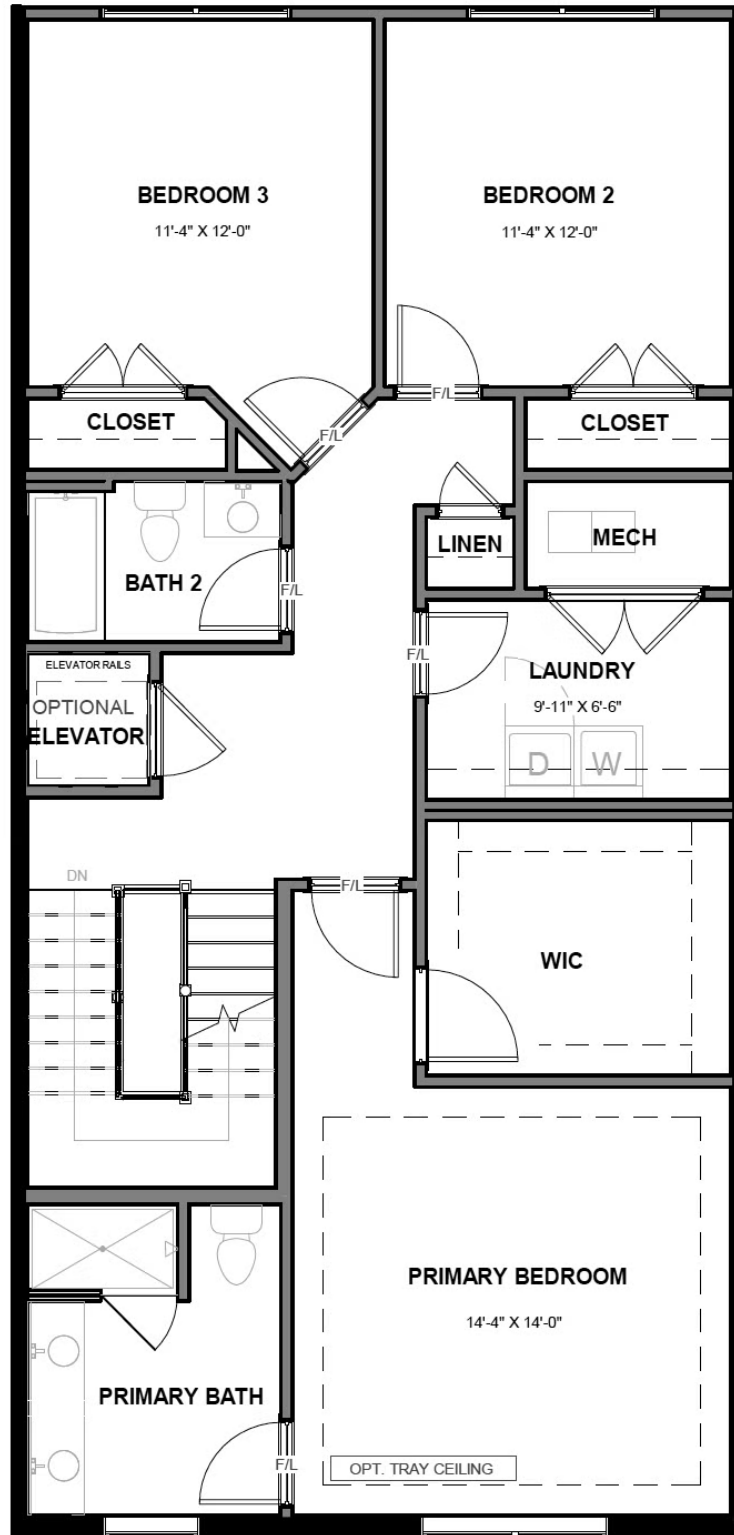 BEDROOM 3
11'-4" X 12'-0"
BEDROOM 2
11'-4" X 12'-0"
F/L
F/L
CLOSET
CLOSET
LINEN
MECH
BATH 2
F/L
F/L
ELEVATOR RAILS
OPTIONAL
ELEVATOR
LAUNDRY
9'-11" X 6'-6"
D
W
DN
F/L
WIC
PRIMARY BEDROOM
14'-4" X 14'-0"
PRIMARY BATH
F/L
OPT. TRAY CEILING